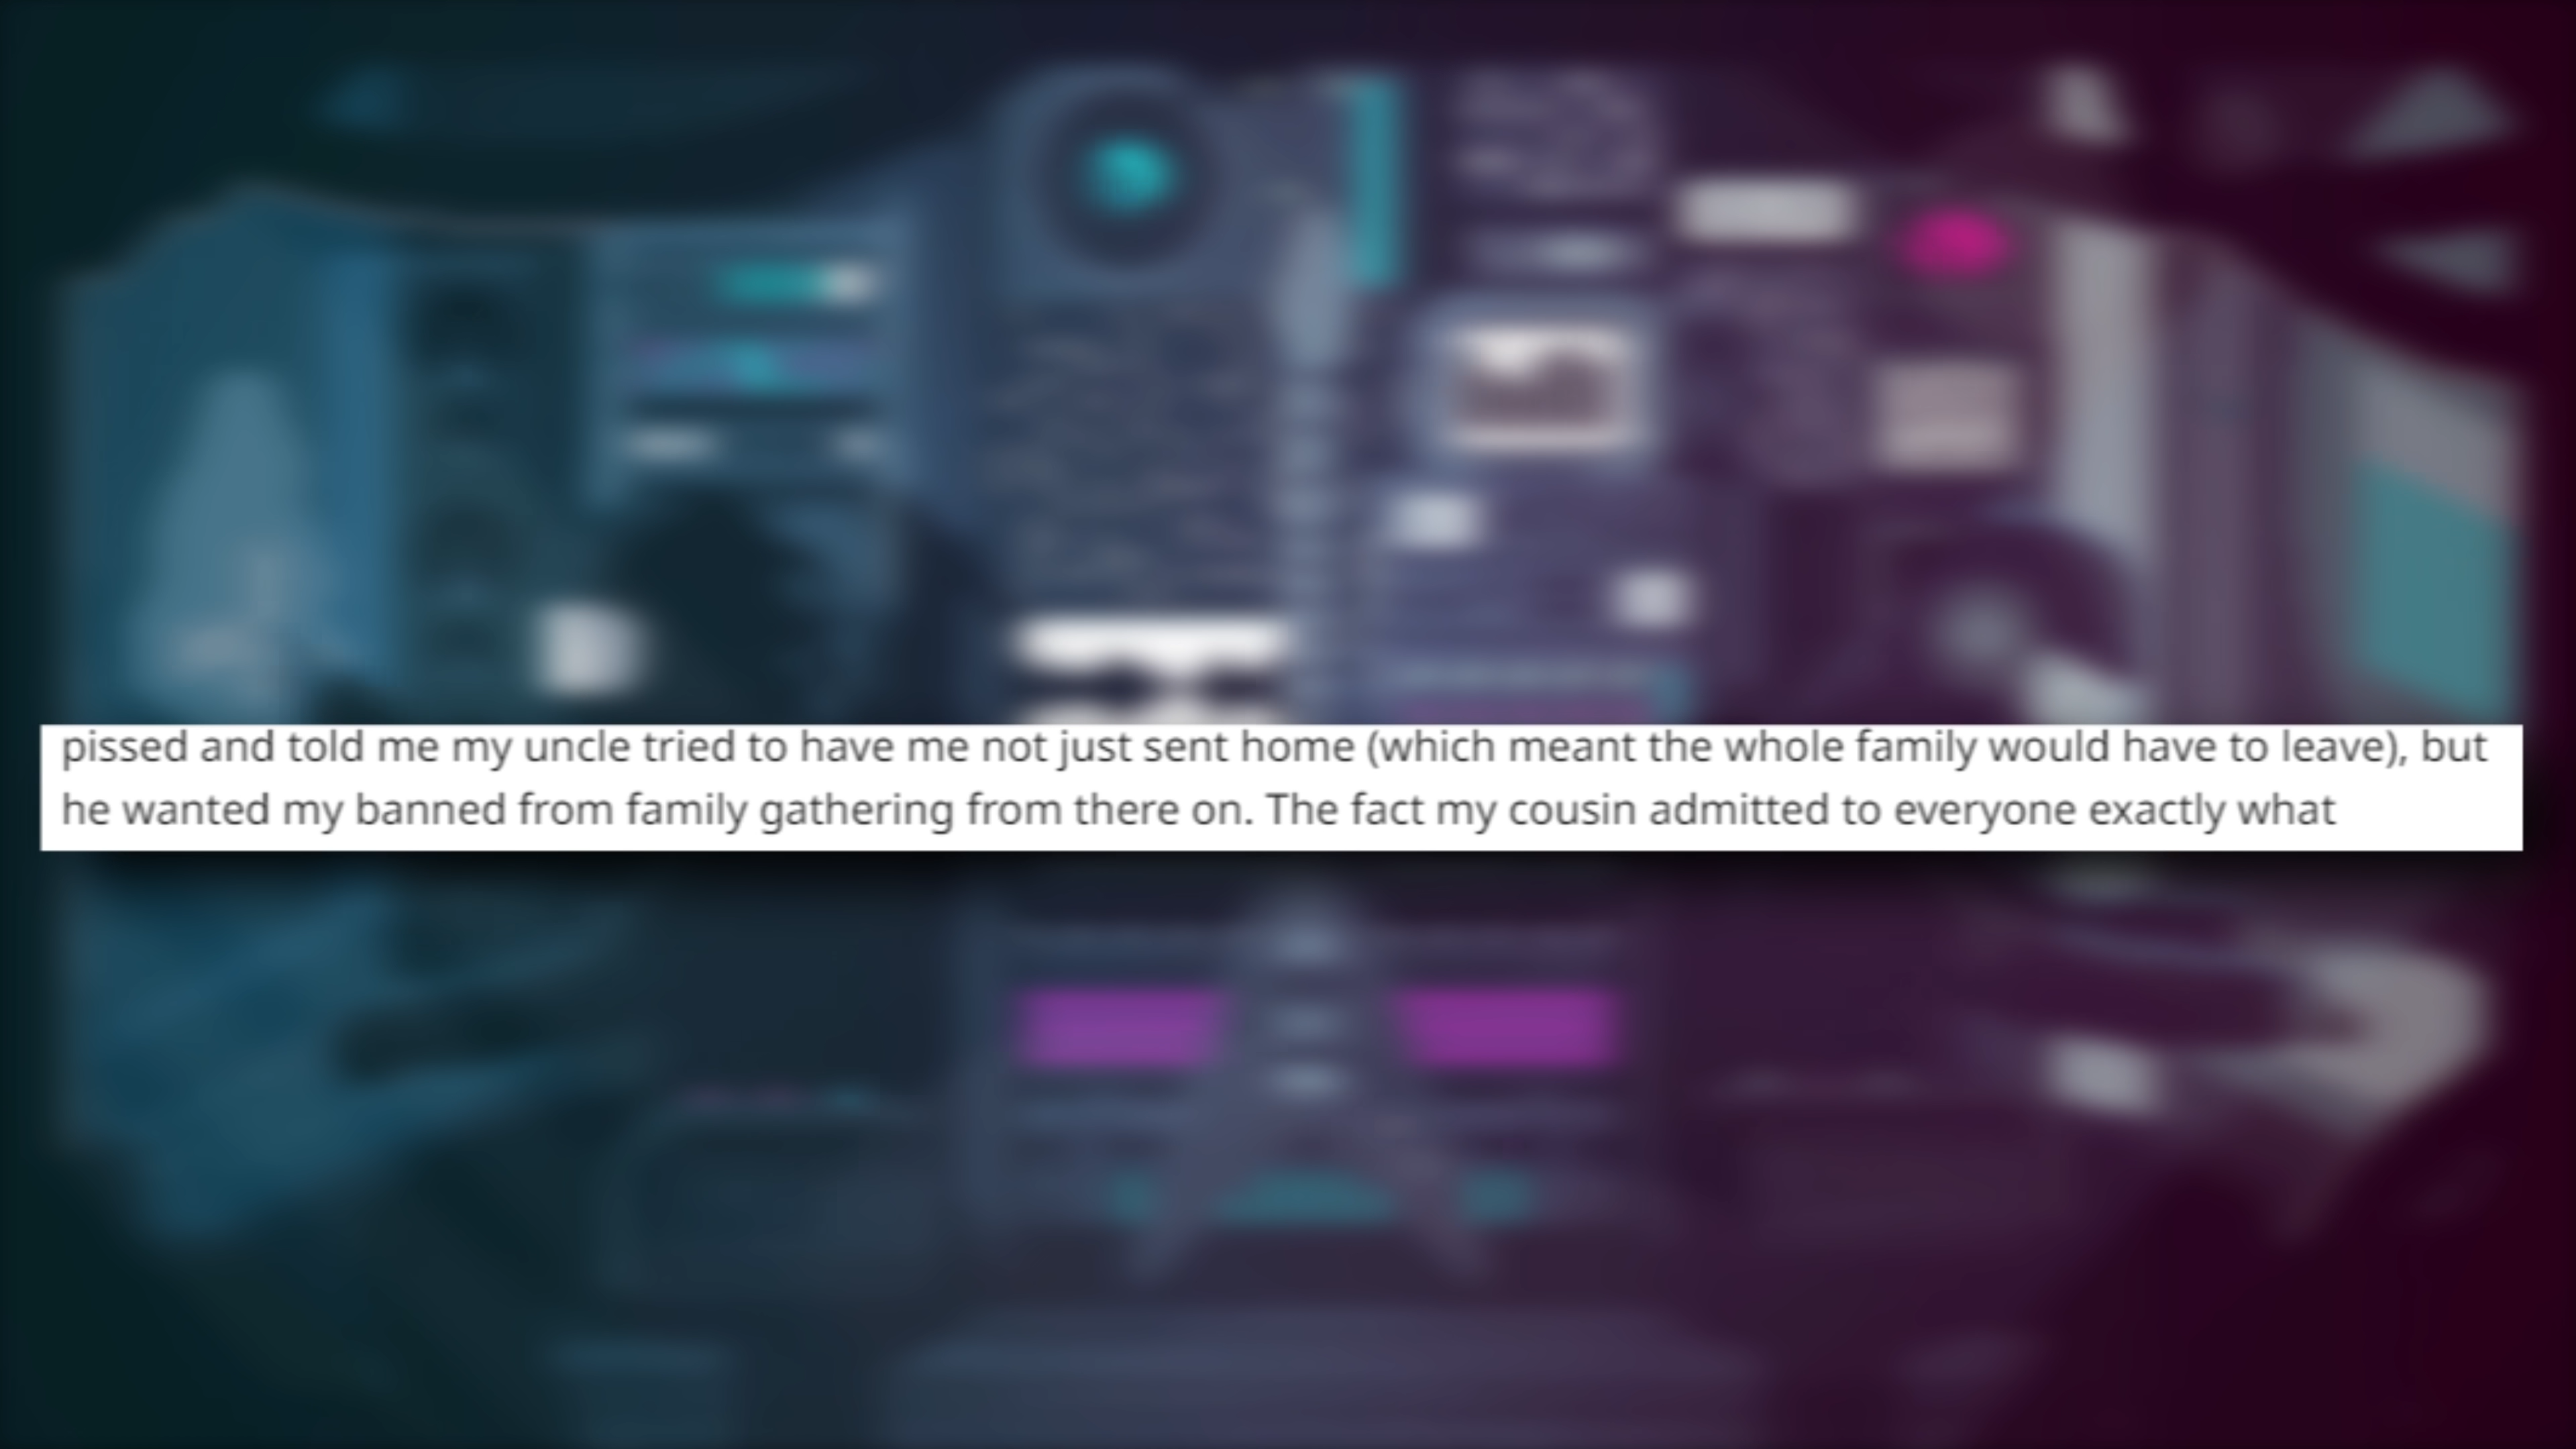 pissed and told me my uncle tried to have me not just sent home (which meant the whole family would have to leave), but
he wanted my banned from family gathering from there on. The fact my cousin admitted to everyone exactly what